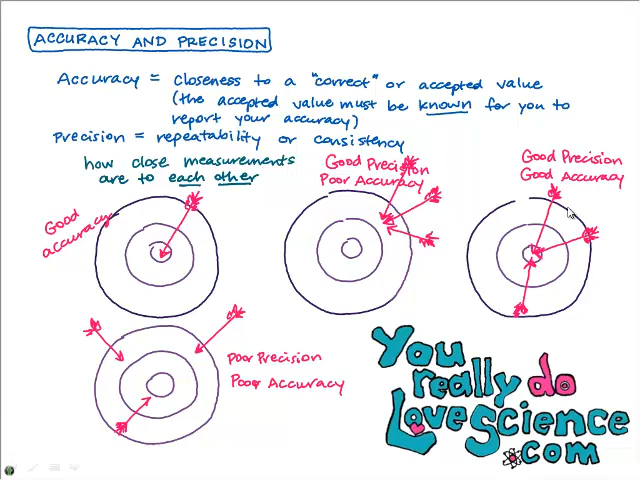 ACCURACY AND PRECISION
Accuracy = closeness to a "correct" or accepted value
(the accepted value must be known for you to
report your accuracy)
Precision = repeatability or consistency
how close measurements
are to each other
Good
accuracy
Good Precision
Poor Accuracy
Good Precision
Good Accuracy
Poor Precision
Poor Accuracy
You
really do
Love Science
.com